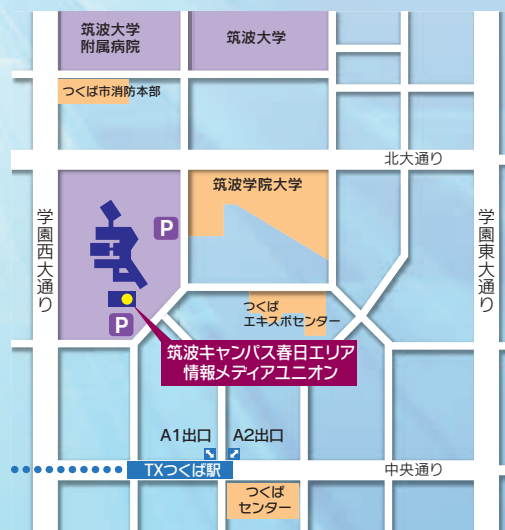 筑波大学
附属病院
筑波大学
つくば市消防本部
北大通り
筑波学院大学
学園西大通り
学園東大通り
P
つくば
エキスポセンター
P
筑波キャンパス春日エリア
情報メディアユニオン
A1出口
A2出口
TXつくば駅
中央通り
つくば
センター